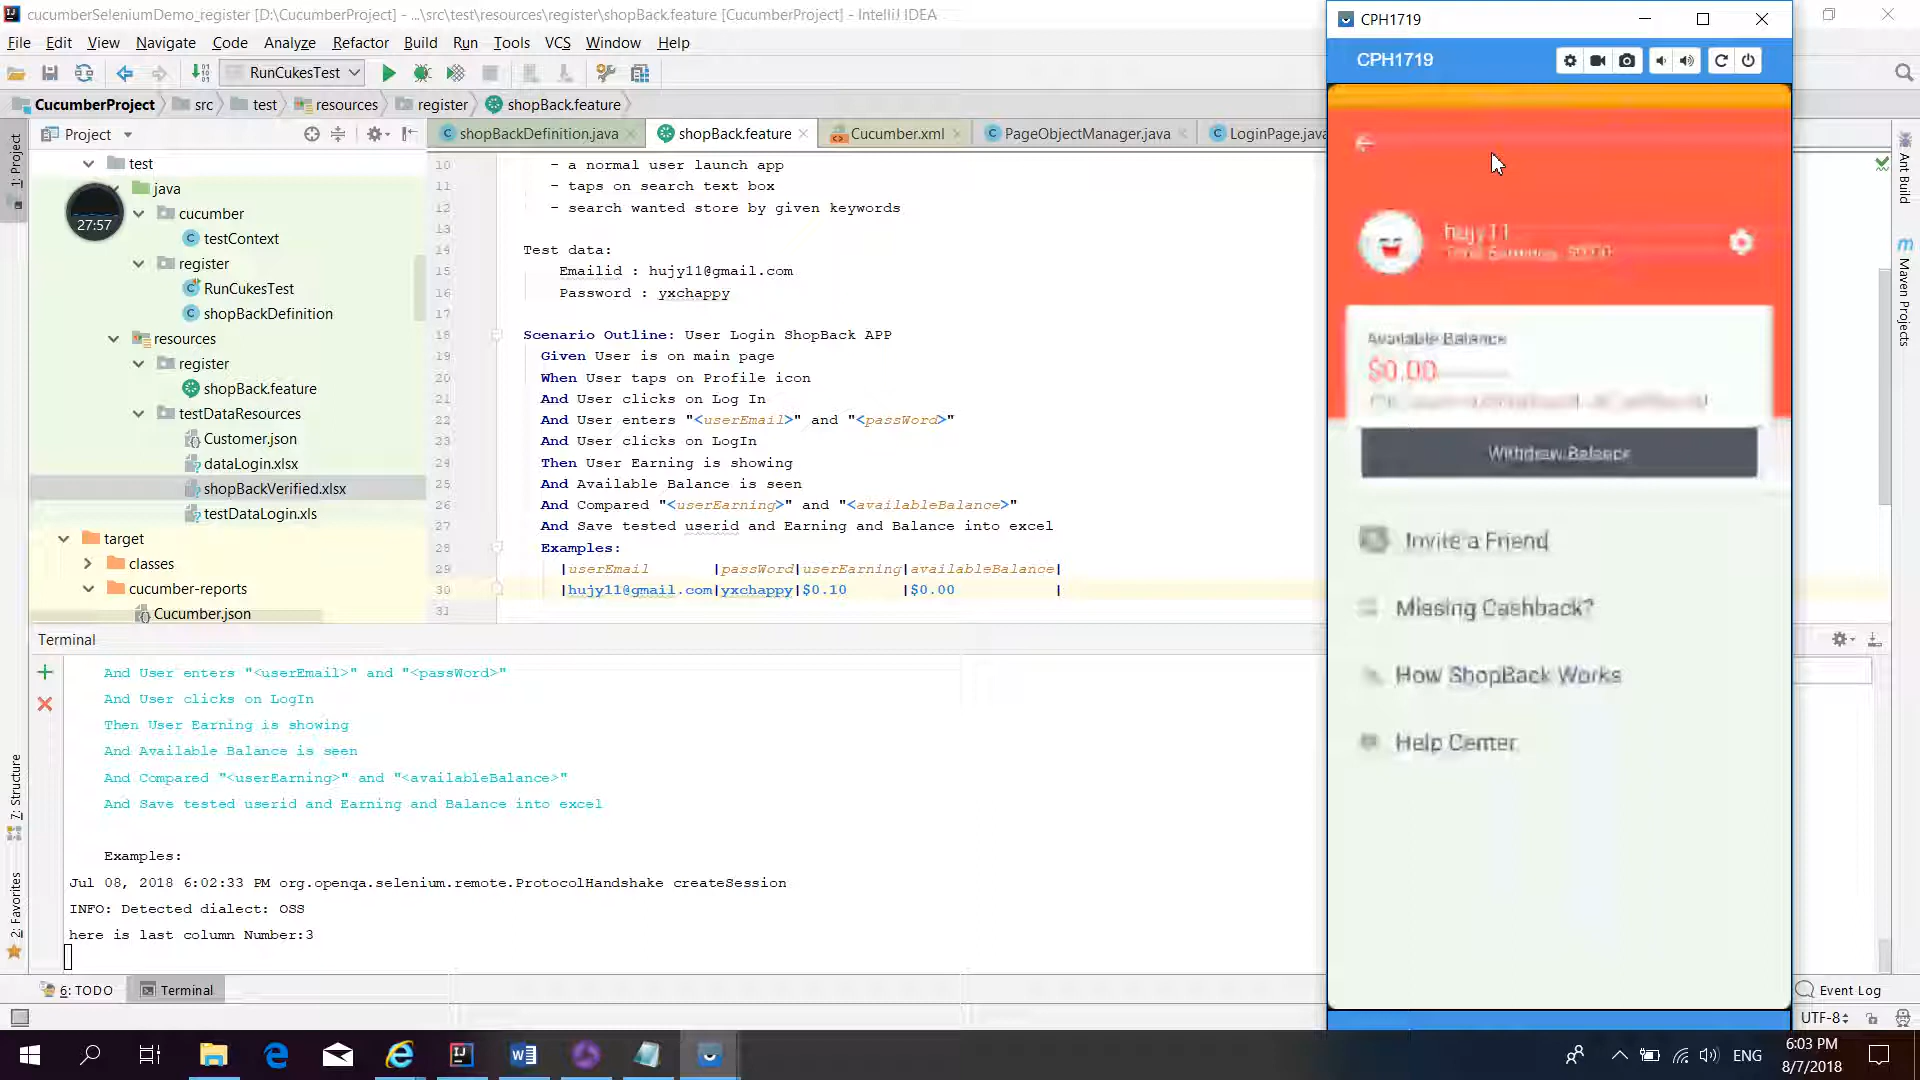 cucumberSeleniumDemo_register [D:\CucumberProject] - ...\src\test\resources\register\shopBack.feature [CucumberProject] - IntelliJ IDEA
File Edit View Navigate Code Analyze Refactor Build Run Tools VCS Window Help
RunCukesTest
CucumberProject src test resources register shopBack.feature
Project
shopBackDefinition.java shopBack.feature Cucumber.xml PageObjectManager.java LoginPage.java
1: Project
7: Structure
2: Favorites
Ant Build
Maven Projects
27:57
test
java
cucumber
testContext
register
RunCukesTest
shopBackDefinition
resources
register
shopBack.feature
testDataResources
Customer.json
dataLogin.xlsx
shopBackVerified.xlsx
testDataLogin.xls
target
classes
cucumber-reports
Cucumber.json
10 - a normal user launch app
11 - taps on search text box
12 - search wanted store by given keywords
13
14 Test data:
15 Emailid : hujy11@gmail.com
16 Password : yxchappy
17
18 Scenario Outline: User Login ShopBack APP
19 Given User is on main page
20 When User taps on Profile icon
21 And User clicks on Log In
22 And User enters "<userEmail>" and "<passWord>"
23 And User clicks on LogIn
24 Then User Earning is showing
25 And Available Balance is seen
26 And Compared "<userEarning>" and "<availableBalance>"
27 And Save tested userid and Earning and Balance into excel
28 Examples:
29 |userEmail |passWord|userEarning|availableBalance|
30 |hujy11@gmail.com|yxchappy|$0.10 |$0.00 |
31
Terminal
And User enters "<userEmail>" and "<passWord>"
And User clicks on LogIn
Then User Earning is showing
And Available Balance is seen
And Compared "<userEarning>" and "<availableBalance>"
And Save tested userid and Earning and Balance into excel
Examples:
Jul 08, 2018 6:02:33 PM org.openqa.selenium.remote.ProtocolHandshake createSession
INFO: Detected dialect: OSS
here is last column Number:3
6: TODO Terminal
Event Log
UTF-8
CPH1719
CPH1719
hujy11
Available Balance
$0.00
Withdraw Balance
Invite a Friend
Missing Cashback?
How ShopBack Works
Help Center
ENG
6:03 PM
8/7/2018